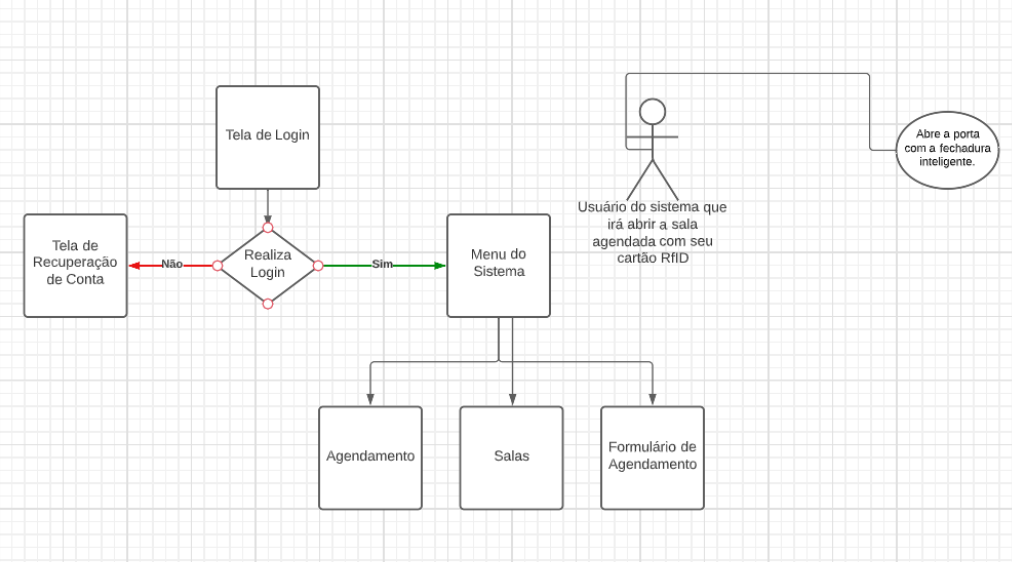 Tela de Login
Abre a porta
com a fechadura
inteligente.
Usuário do sistema que
irá abrir a sala
agendada com seu
cartão RfID
Tela de
Recuperação
de Conta
Não
Realiza
Login
Sim
Menu do
Sistema
Agendamento
Salas
Formulário de
Agendamento